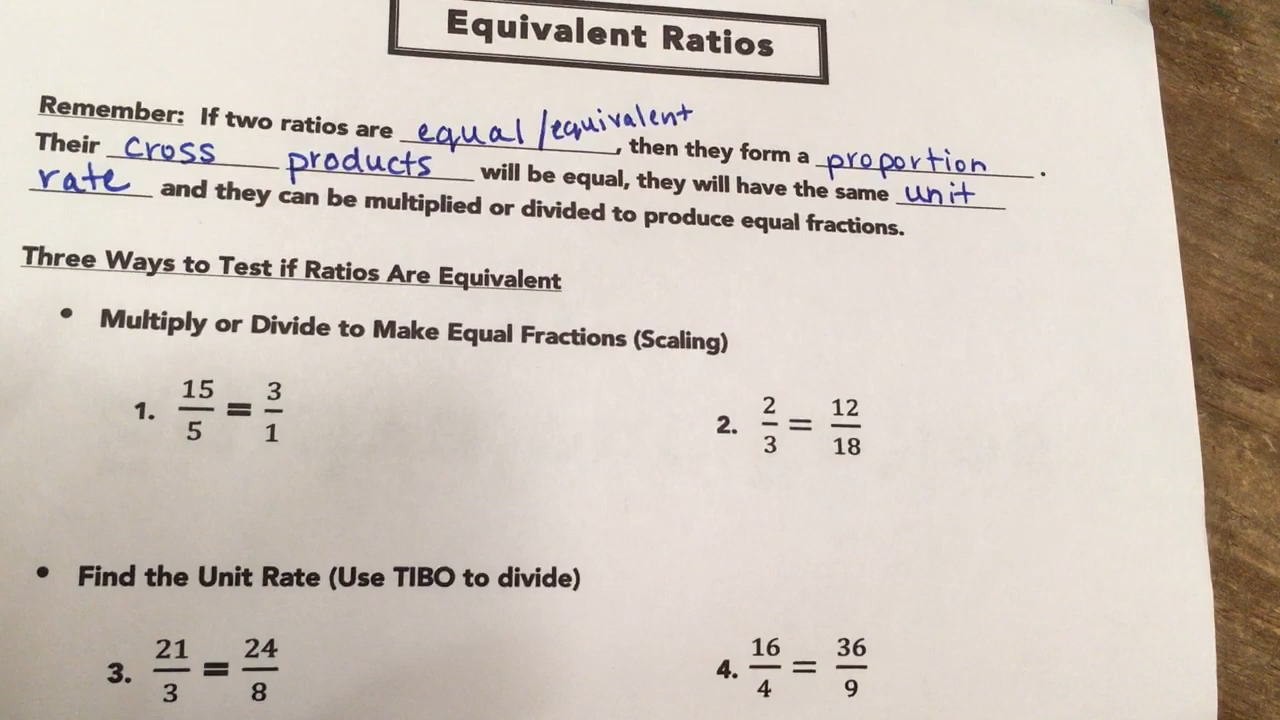 Equivalent Ratios
Remember: If two ratios are equal/equivalent, then they form a proportion.
Their cross products will be equal, they will have the same unit
rate and they can be multiplied or divided to produce equal fractions.
Three Ways to Test if Ratios Are Equivalent
• Multiply or Divide to Make Equal Fractions (Scaling)
1. 15/5 = 3/1 2. 2/3 = 12/18
• Find the Unit Rate (Use TIBO to divide)
3. 21/3 = 24/8 4. 16/4 = 36/9